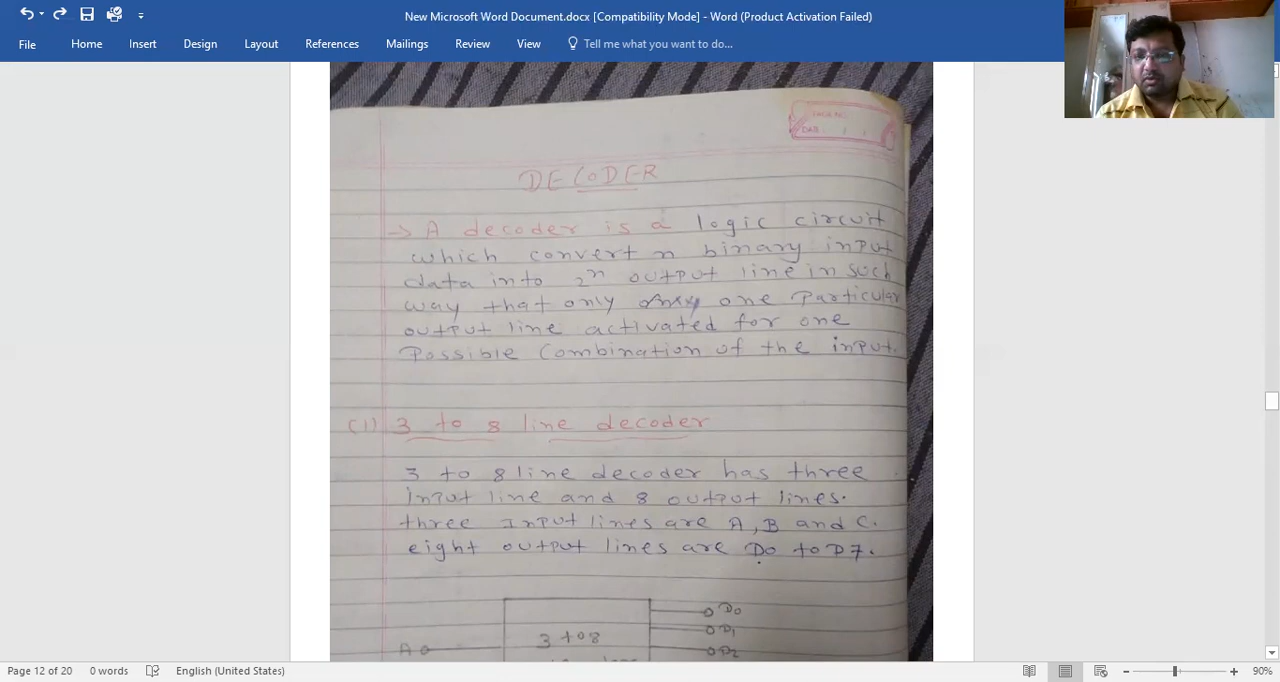 New Microsoft Word Document.docx [Compatibility Mode] - Word (Product Activation Failed)
File Home Insert Design Layout References Mailings Review View Tell me what you want to do...
PAGE NO.
DECODER
→ A decoder is a logic circuit
which convert n binary input
data into 2ⁿ output line in such
way that only one particular
output line activated for one
possible combination of the input.
(1) 3 to 8 line decoder
3 to 8 line decoder has three
input line and 8 output lines.
three Input lines are A, B and C.
eight output lines are D0 to D7.
D0
3 to 8 D1
A D2
Page 12 of 20 0 words English (United States) 90%